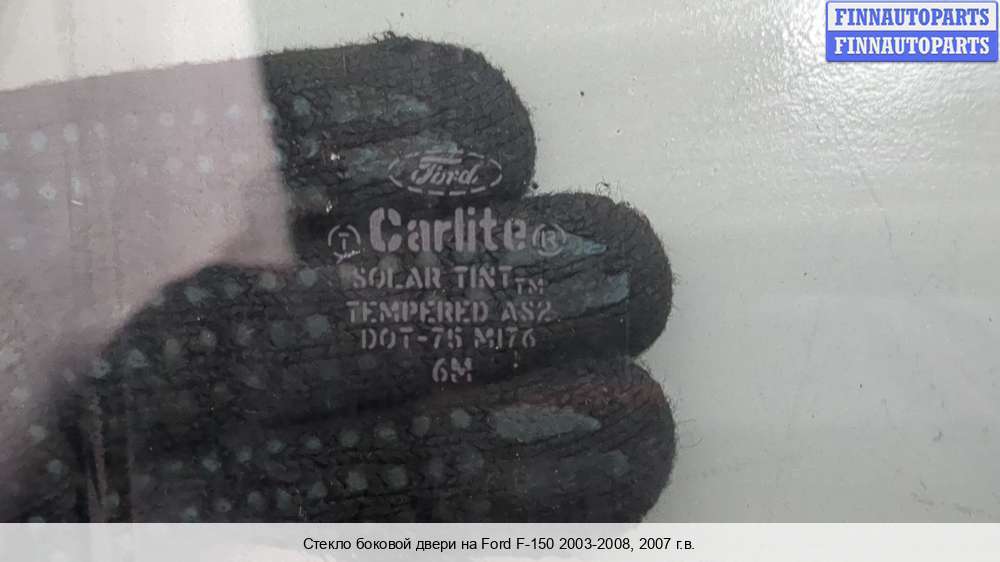 FINNAUTOPARTS
FINNAUTOPARTS
Ford
T Carlite R
SOLAR TINT TM
TEMPERED AS2
DOT-75 M176
6M
Стекло боковой двери на Ford F-150 2003-2008, 2007 г.в.